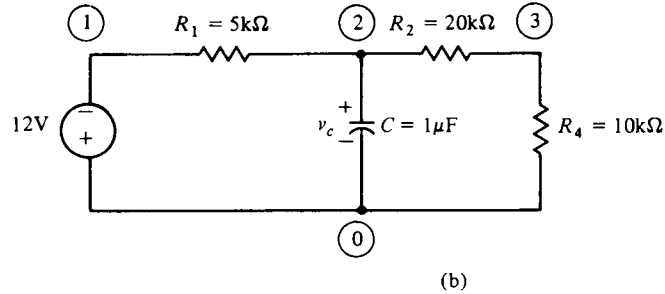 1 R1 = 5kΩ 2 R2 = 20kΩ 3
12V − + + vc − C = 1μF R4 = 10kΩ
0
(b)